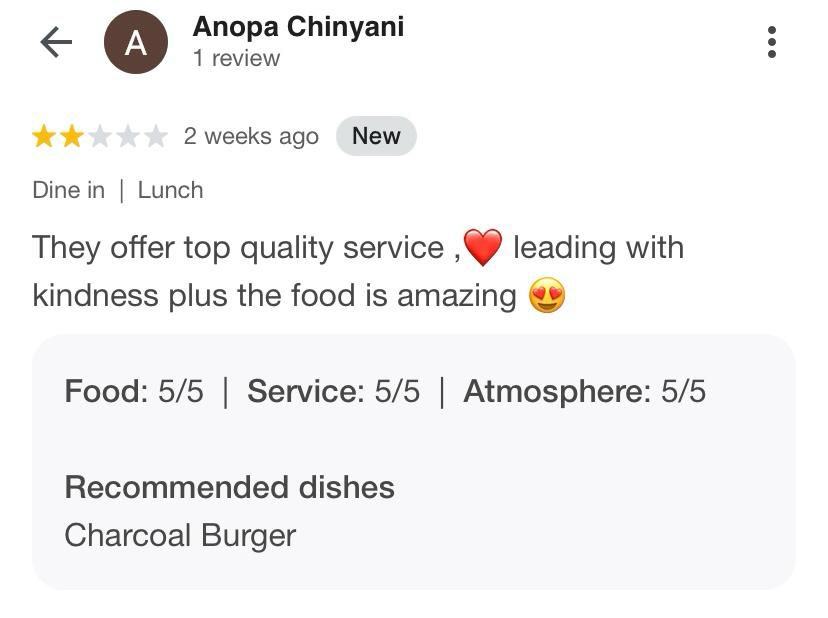 A
Anopa Chinyani
1 review
2 weeks ago New
Dine in | Lunch
They offer top quality service ,❤️ leading with
kindness plus the food is amazing 😍
Food: 5/5 | Service: 5/5 | Atmosphere: 5/5
Recommended dishes
Charcoal Burger